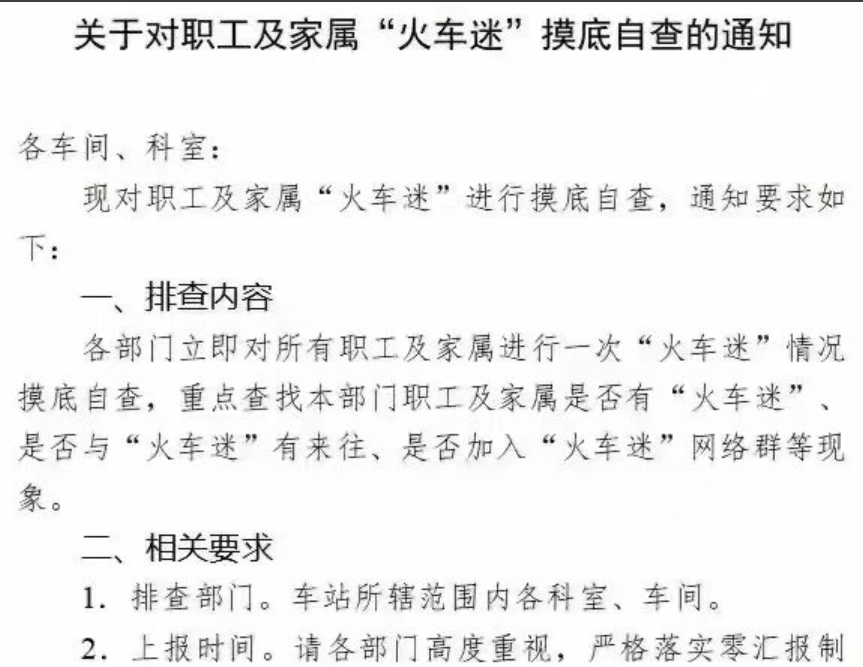 关于对职工及家属“火车迷”摸底自查的通知
各车间、科室：
现对职工及家属“火车迷”进行摸底自查，通知要求如
下：
一、排查内容
各部门立即对所有职工及家属进行一次“火车迷”情况
摸底自查，重点查找本部门职工及家属是否有“火车迷”、
是否与“火车迷”有来往、是否加入“火车迷”网络群等现
象。
二、相关要求
1. 排查部门。车站所辖范围内各科室、车间。
2. 上报时间。请各部门高度重视，严格落实零汇报制